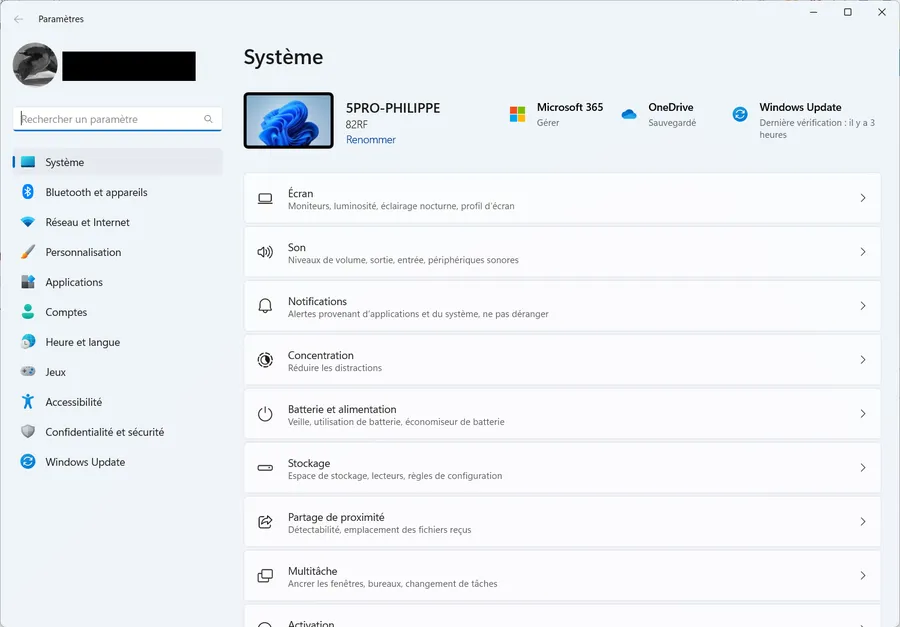 Paramètres
Rechercher un paramètre
Système
Bluetooth et appareils
Réseau et Internet
Personnalisation
Applications
Comptes
Heure et langue
Jeux
Accessibilité
Confidentialité et sécurité
Windows Update
Système
5PRO-PHILIPPE
82RF
Renommer
Microsoft 365
Gérer
OneDrive
Sauvegardé
Windows Update
Dernière vérification : il y a 3
heures
Écran
Moniteurs, luminosité, éclairage nocturne, profil d'écran
Son
Niveaux de volume, sortie, entrée, périphériques sonores
Notifications
Alertes provenant d'applications et du système, ne pas déranger
Concentration
Réduire les distractions
Batterie et alimentation
Veille, utilisation de batterie, économiseur de batterie
Stockage
Espace de stockage, lecteurs, règles de configuration
Partage de proximité
Détectabilité, emplacement des fichiers reçus
Multitâche
Ancrer les fenêtres, bureaux, changement de tâches
Activation